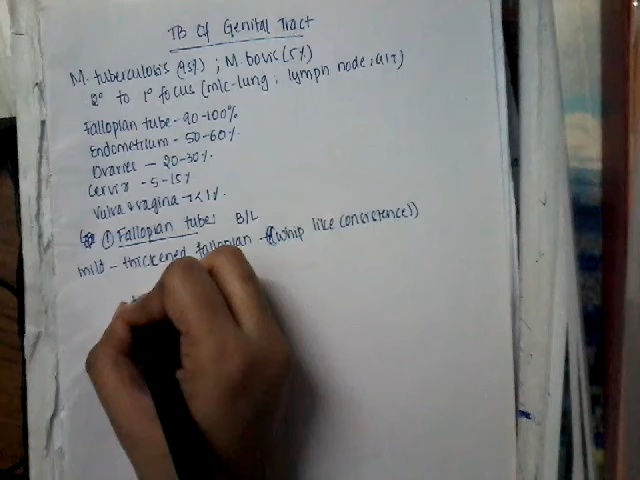 TB Of Genital Tract
M. tuberculosis (95%) ; M. bovis (5%)
2° to 1° focus (m/c-lung, lymph node, GIT)
Fallopian tube - 90-100%
Endometrium - 50-60%
Ovaries - 20-30%
Cervix - 5-15%
Vulva & vagina - <1%
① Fallopian tubes B/L
mild - thickened fallopian - (whip like consistency)